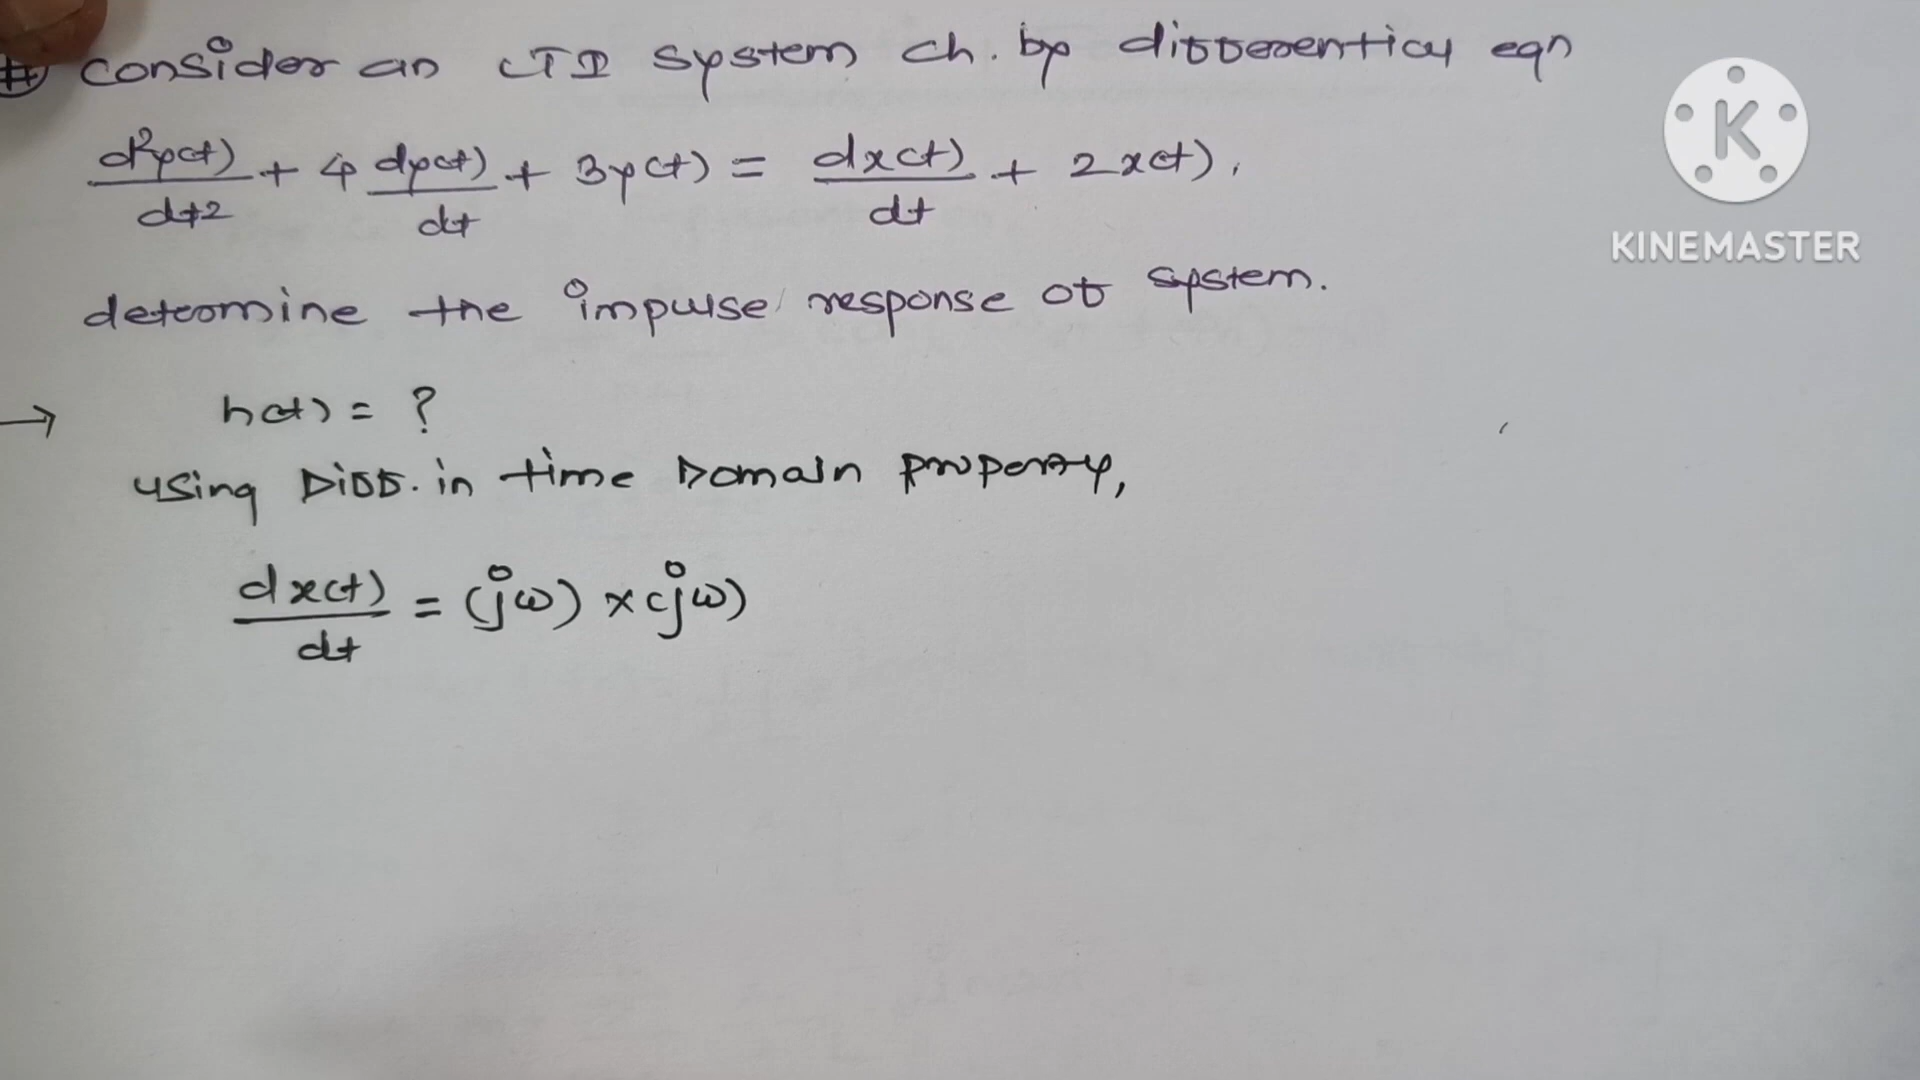 # Consider an LTI system ch. by differential eqn
d²y(t)/dt2 + 4 dy(t)/dt + 3y(t) = dx(t)/dt + 2x(t).
determine the impulse response of system.
→ h(t) = ?
using Diff. in time Domain property,
dx(t)/dt = (jω) x(jω)
K
KINEMASTER